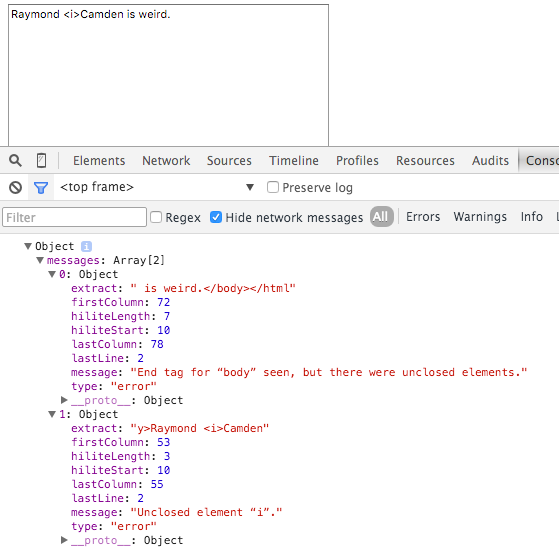 Raymond <i>Camden is weird.
Elements Network Sources Timeline Profiles Resources Audits Conso
<top frame> ▼ Preserve log
Filter Regex Hide network messages All Errors Warnings Info
▼Object i
▼messages: Array[2]
▼0: Object
extract: " is weird.</body></html"
firstColumn: 72
hiliteLength: 7
hiliteStart: 10
lastColumn: 78
lastLine: 2
message: "End tag for “body” seen, but there were unclosed elements."
type: "error"
▶__proto__: Object
▼1: Object
extract: "y>Raymond <i>Camden"
firstColumn: 53
hiliteLength: 3
hiliteStart: 10
lastColumn: 55
lastLine: 2
message: "Unclosed element “i”."
type: "error"
▶__proto__: Object